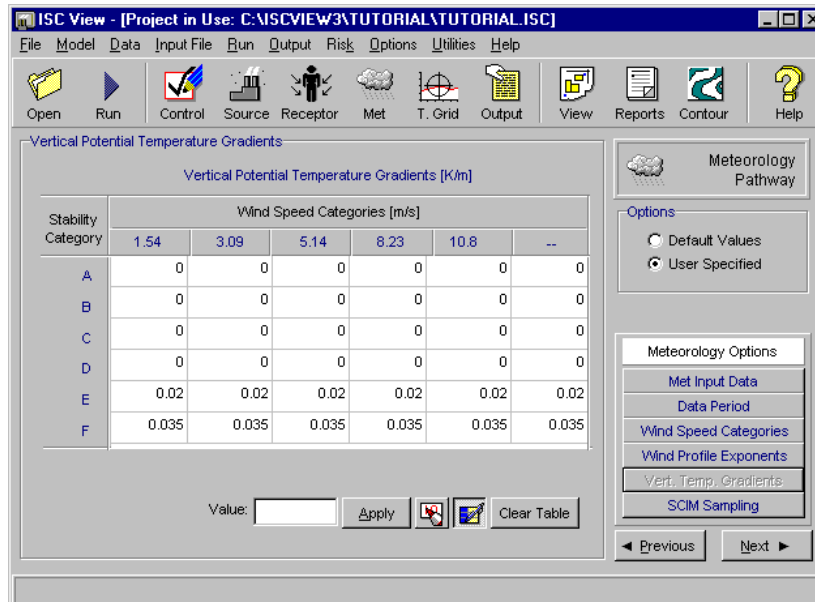 ISC View - [Project in Use: C:\ISCVIEW3\TUTORIAL\TUTORIAL.ISC]
File Model Data Input File Run Output Risk Options Utilities Help
Open Run Control Source Receptor Met T. Grid Output View Reports Contour Help
Vertical Potential Temperature Gradients
Vertical Potential Temperature Gradients [K/m]
Stability Category
Wind Speed Categories [m/s]
1.54 3.09 5.14 8.23 10.8 --
A 0 0 0 0 0 0
B 0 0 0 0 0 0
C 0 0 0 0 0 0
D 0 0 0 0 0 0
E 0.02 0.02 0.02 0.02 0.02 0.02
F 0.035 0.035 0.035 0.035 0.035 0.035
Value: Apply Clear Table
Meteorology
Pathway
Options
Default Values
User Specified
Meteorology Options
Met Input Data
Data Period
Wind Speed Categories
Wind Profile Exponents
Vert. Temp. Gradients
SCIM Sampling
Previous Next